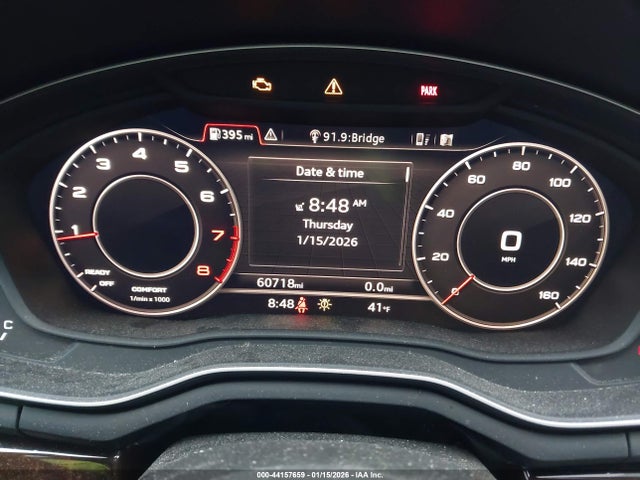 PARK
395 mi
91.9:Bridge
Date & time
8:48 AM
Thursday
1/15/2026
60718mi
0.0mi
8:48
41°F
1 2 3 4 5 6 7 8
READY
OFF
COMFORT
1/min x 1000
0 20 40 60 80 100 120 140 160
0
MPH
C
000-44157659 - 01/15/2026 - IAA Inc.